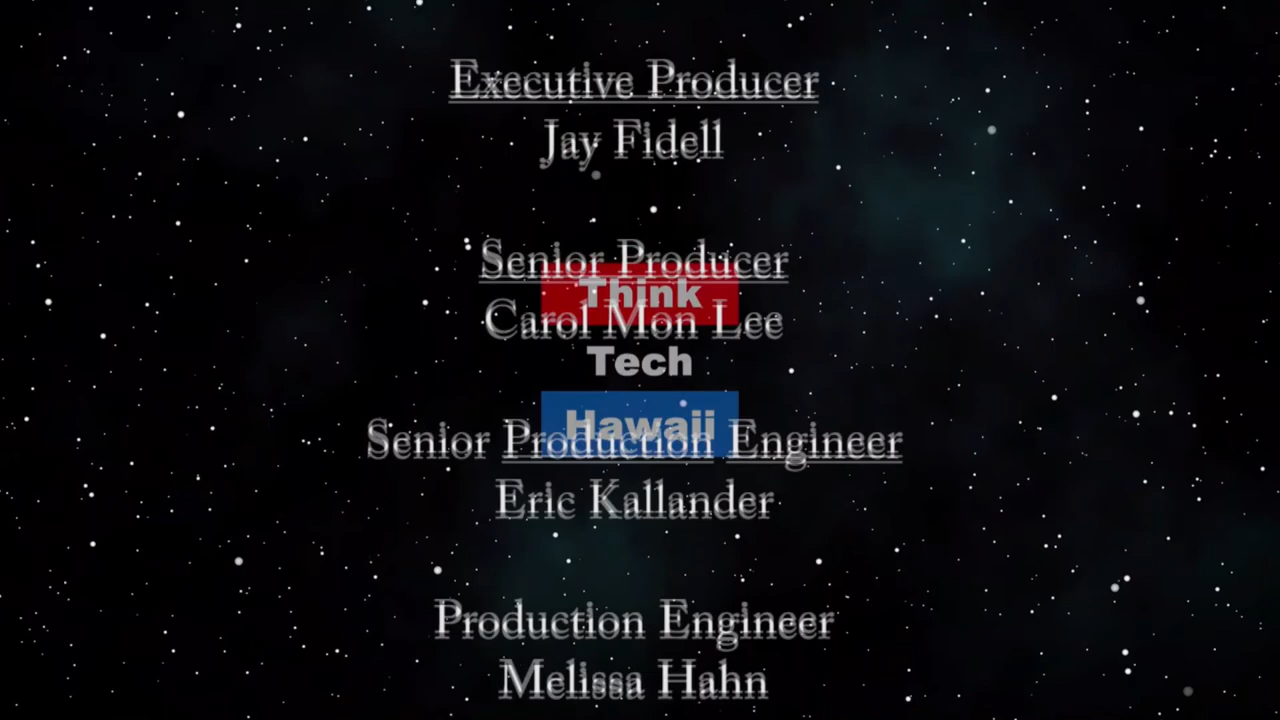 Executive Producer
Jay Fidell
Senior Producer
Think
Carol Mon Lee
Tech
Hawaii
Senior Production Engineer
Eric Kallander
Production Engineer
Melissa Hahn